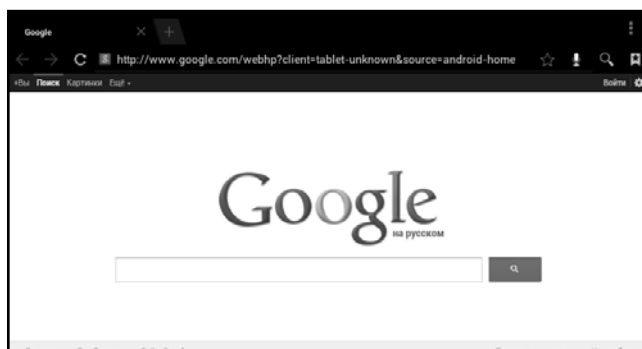 Google
http://www.google.com/webhp?client=tablet-unknown&source=android-home
+Вы Поиск Картинки Ещё Войти
Google
на русском